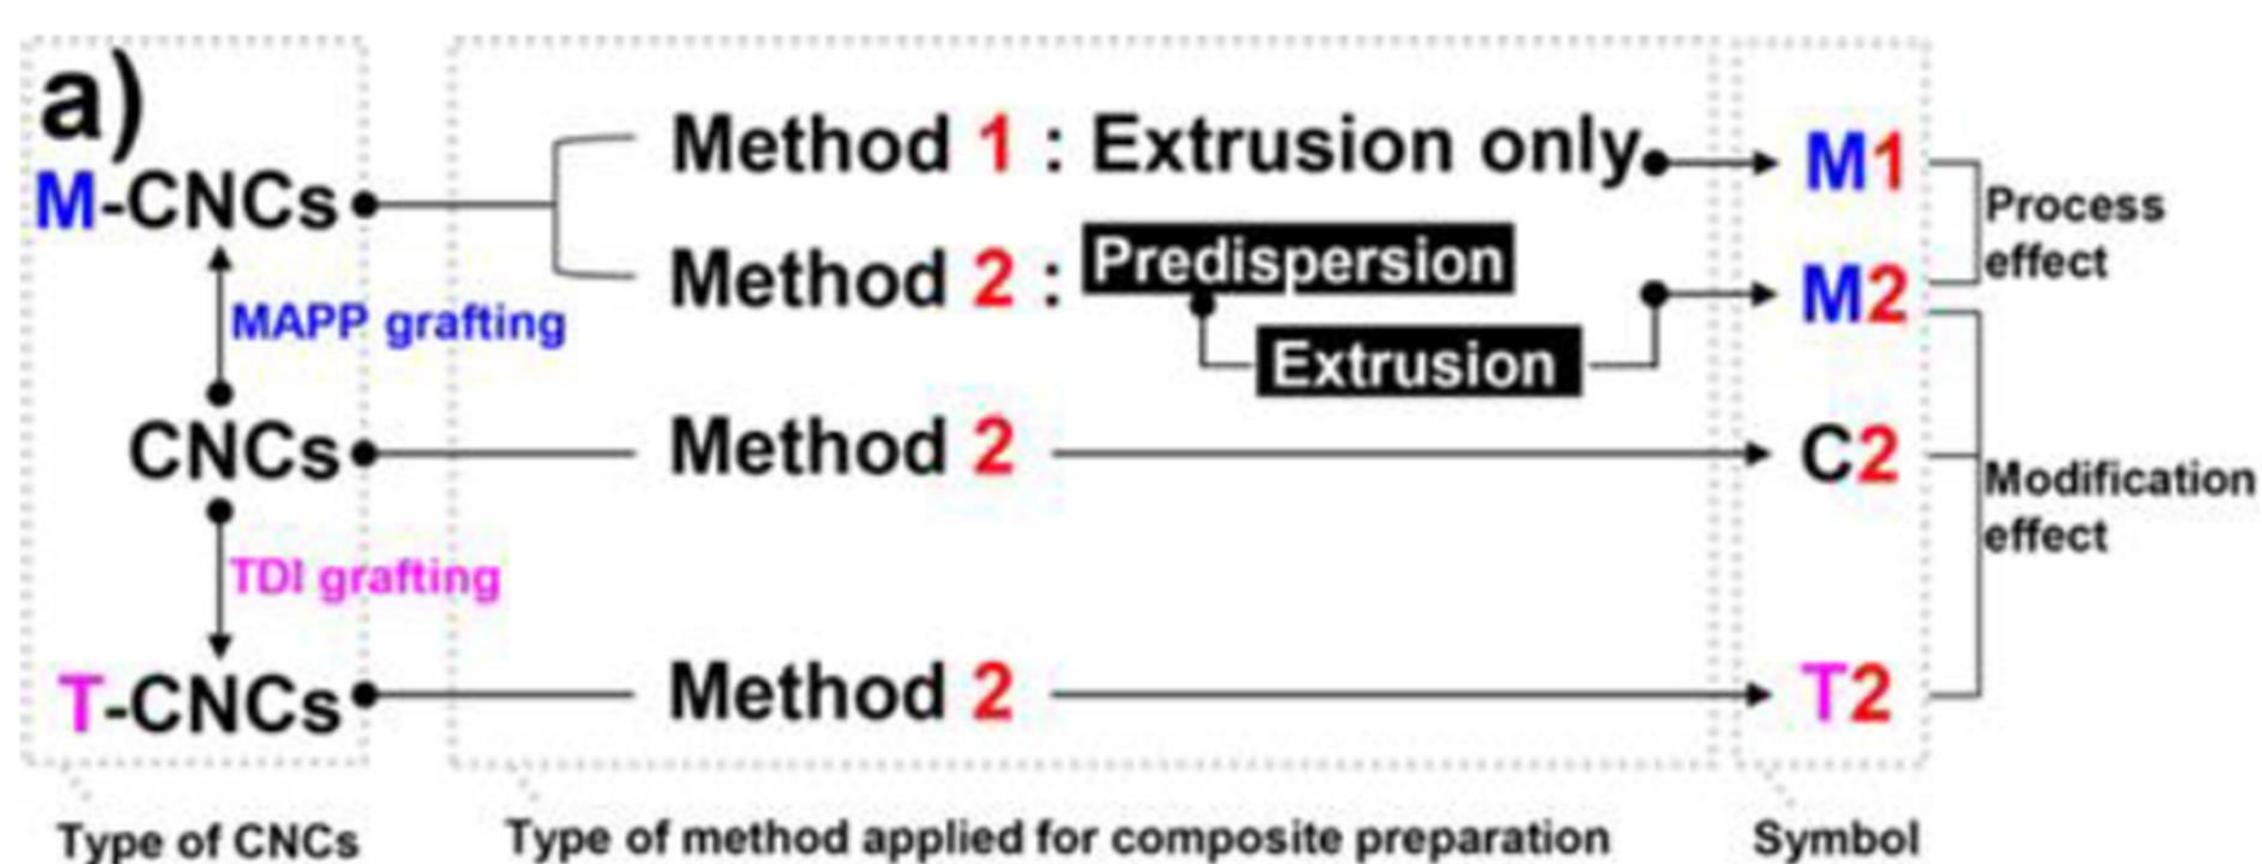 a)
M-CNCs
Method 1 : Extrusion only
M1
Process
effect
Method 2 : Predispersion
Extrusion
M2
MAPP grafting
CNCs
Method 2
C2
Modification
effect
TDI grafting
T-CNCs
Method 2
T2
Type of CNCs
Type of method applied for composite preparation
Symbol